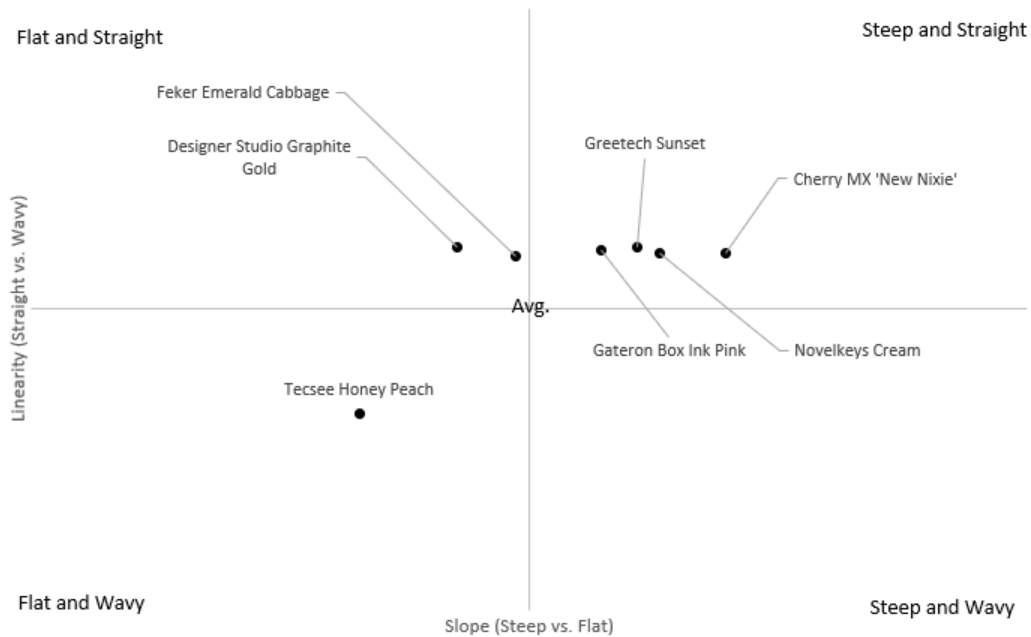 Flat and Straight
Steep and Straight
Feker Emerald Cabbage
Designer Studio Graphite
Gold
Greetech Sunset
Cherry MX 'New Nixie'
Linearity (Straight vs. Wavy)
Avg.
Gateron Box Ink Pink
Novelkeys Cream
Tecsee Honey Peach
Flat and Wavy
Steep and Wavy
Slope (Steep vs. Flat)